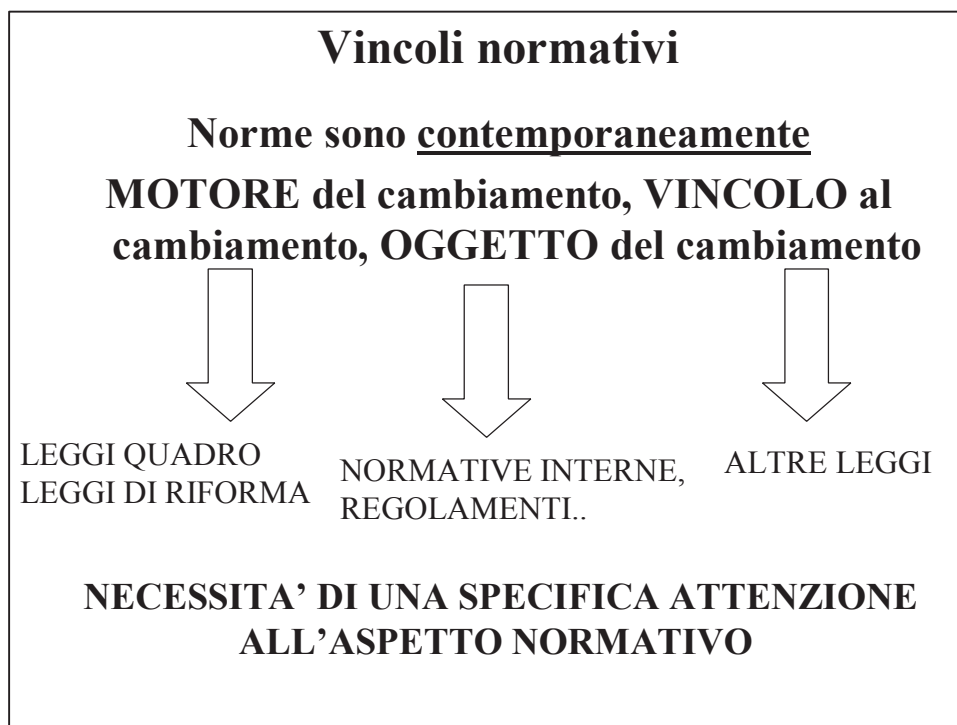 Vincoli normativi
Norme sono contemporaneamente
MOTORE del cambiamento, VINCOLO al
cambiamento, OGGETTO del cambiamento
LEGGI QUADRO
LEGGI DI RIFORMA
NORMATIVE INTERNE,
REGOLAMENTI..
ALTRE LEGGI
NECESSITA’ DI UNA SPECIFICA ATTENZIONE
ALL’ASPETTO NORMATIVO